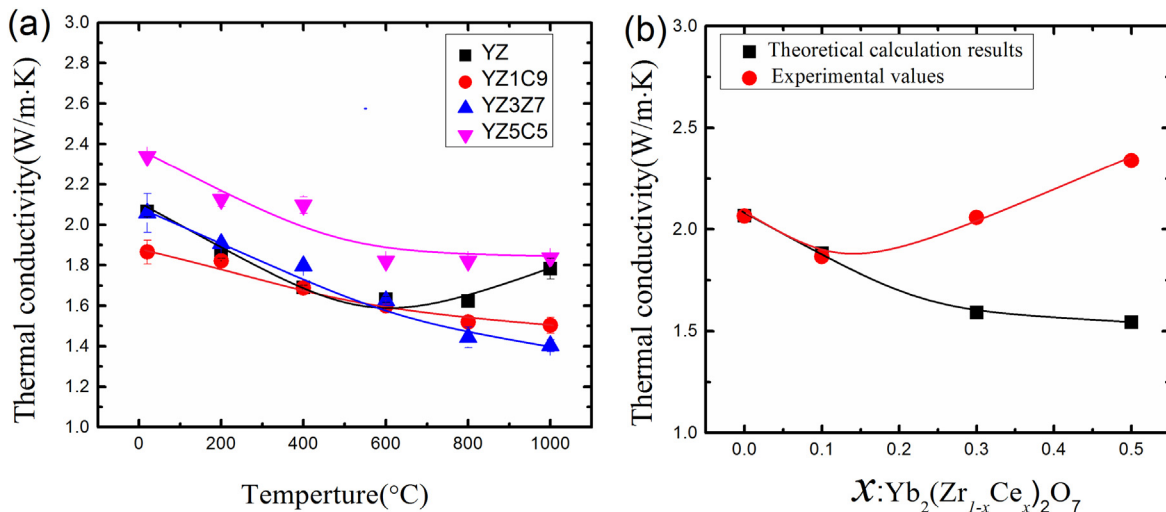 (a)
Thermal conductivity(W/m·K)
3.0
2.8
2.6
2.4
2.2
2.0
1.8
1.6
1.4
1.2
1.0
YZ
YZ1C9
YZ3Z7
YZ5C5
0 200 400 600 800 1000
Temperture(°C)
(b)
Thermal conductivity(W/m·K)
3.0
2.5
2.0
1.5
1.0
Theoretical calculation results
Experimental values
0.0 0.1 0.2 0.3 0.4 0.5
x:Yb₂(Zr₁₋ₓCeₓ)₂O₇